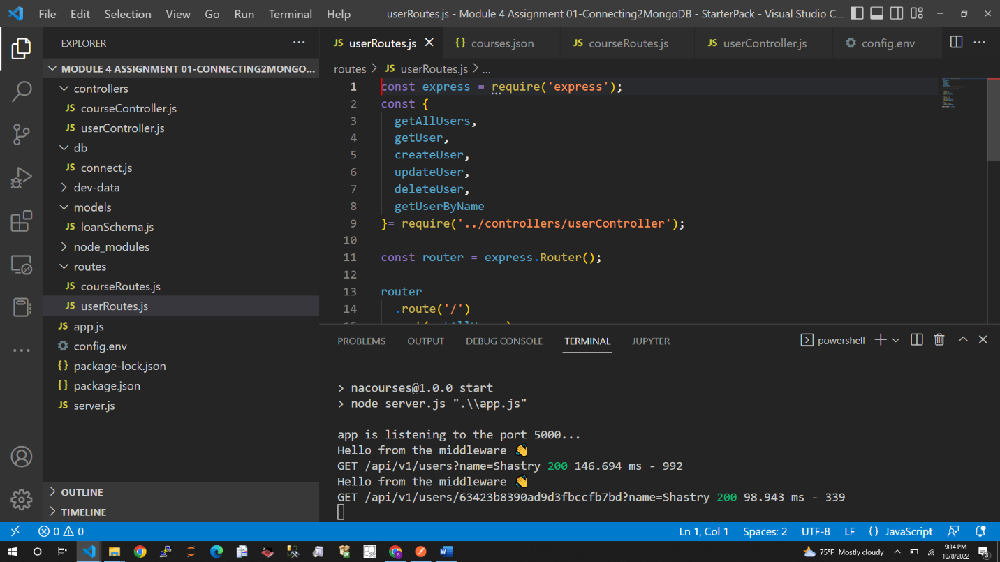 File Edit Selection View Go Run Terminal Help userRoutes.js - Module 4 Assignment 01-Connecting2MongoDB - StarterPack - Visual Studio C...
EXPLORER
MODULE 4 ASSIGNMENT 01-CONNECTING2MONGO...
controllers
JS courseController.js
JS userController.js
db
JS connect.js
dev-data
models
JS loanSchema.js
node_modules
routes
JS courseRoutes.js
JS userRoutes.js
JS app.js
config.env
{} package-lock.json
{} package.json
JS server.js
OUTLINE
TIMELINE
JS userRoutes.js {} courses.json JS courseRoutes.js JS userController.js config.env
routes > JS userRoutes.js > ...
1 const express = require('express');
2 const {
3 getAllUsers,
4 getUser,
5 createUser,
6 updateUser,
7 deleteUser,
8 getUserByName
9 }= require('../controllers/userController');
10
11 const router = express.Router();
12
13 router
14 .route('/')
PROBLEMS OUTPUT DEBUG CONSOLE TERMINAL JUPYTER powershell
> nacourses@1.0.0 start
> node server.js ".\\app.js"
app is listening to the port 5000...
Hello from the middleware 👋
GET /api/v1/users?name=Shastry 200 146.694 ms - 992
Hello from the middleware 👋
GET /api/v1/users/63423b8390ad9d3fbccfb7bd?name=Shastry 200 98.943 ms - 339
0 0 Ln 1, Col 1 Spaces: 2 UTF-8 LF {} JavaScript
75°F Mostly cloudy 9:14 PM
10/8/2022 3